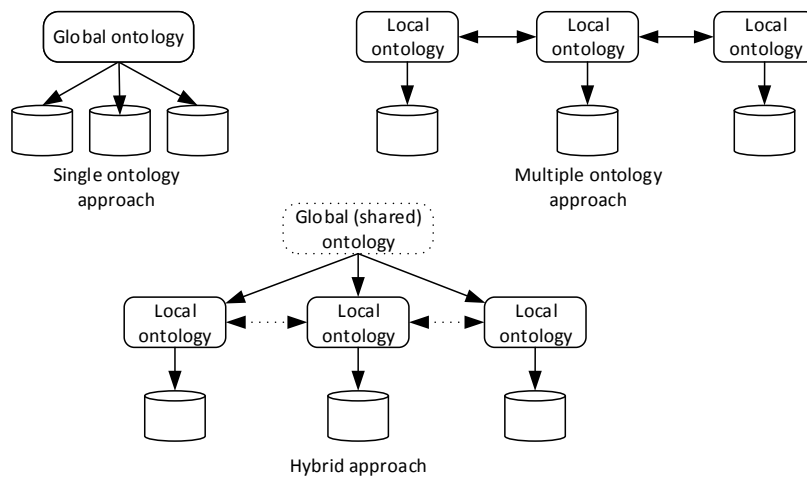 Global ontology
Single ontology
approach
Local
ontology
Local
ontology
Local
ontology
Multiple ontology
approach
Global (shared)
ontology
Local
ontology
Local
ontology
Local
ontology
Hybrid approach